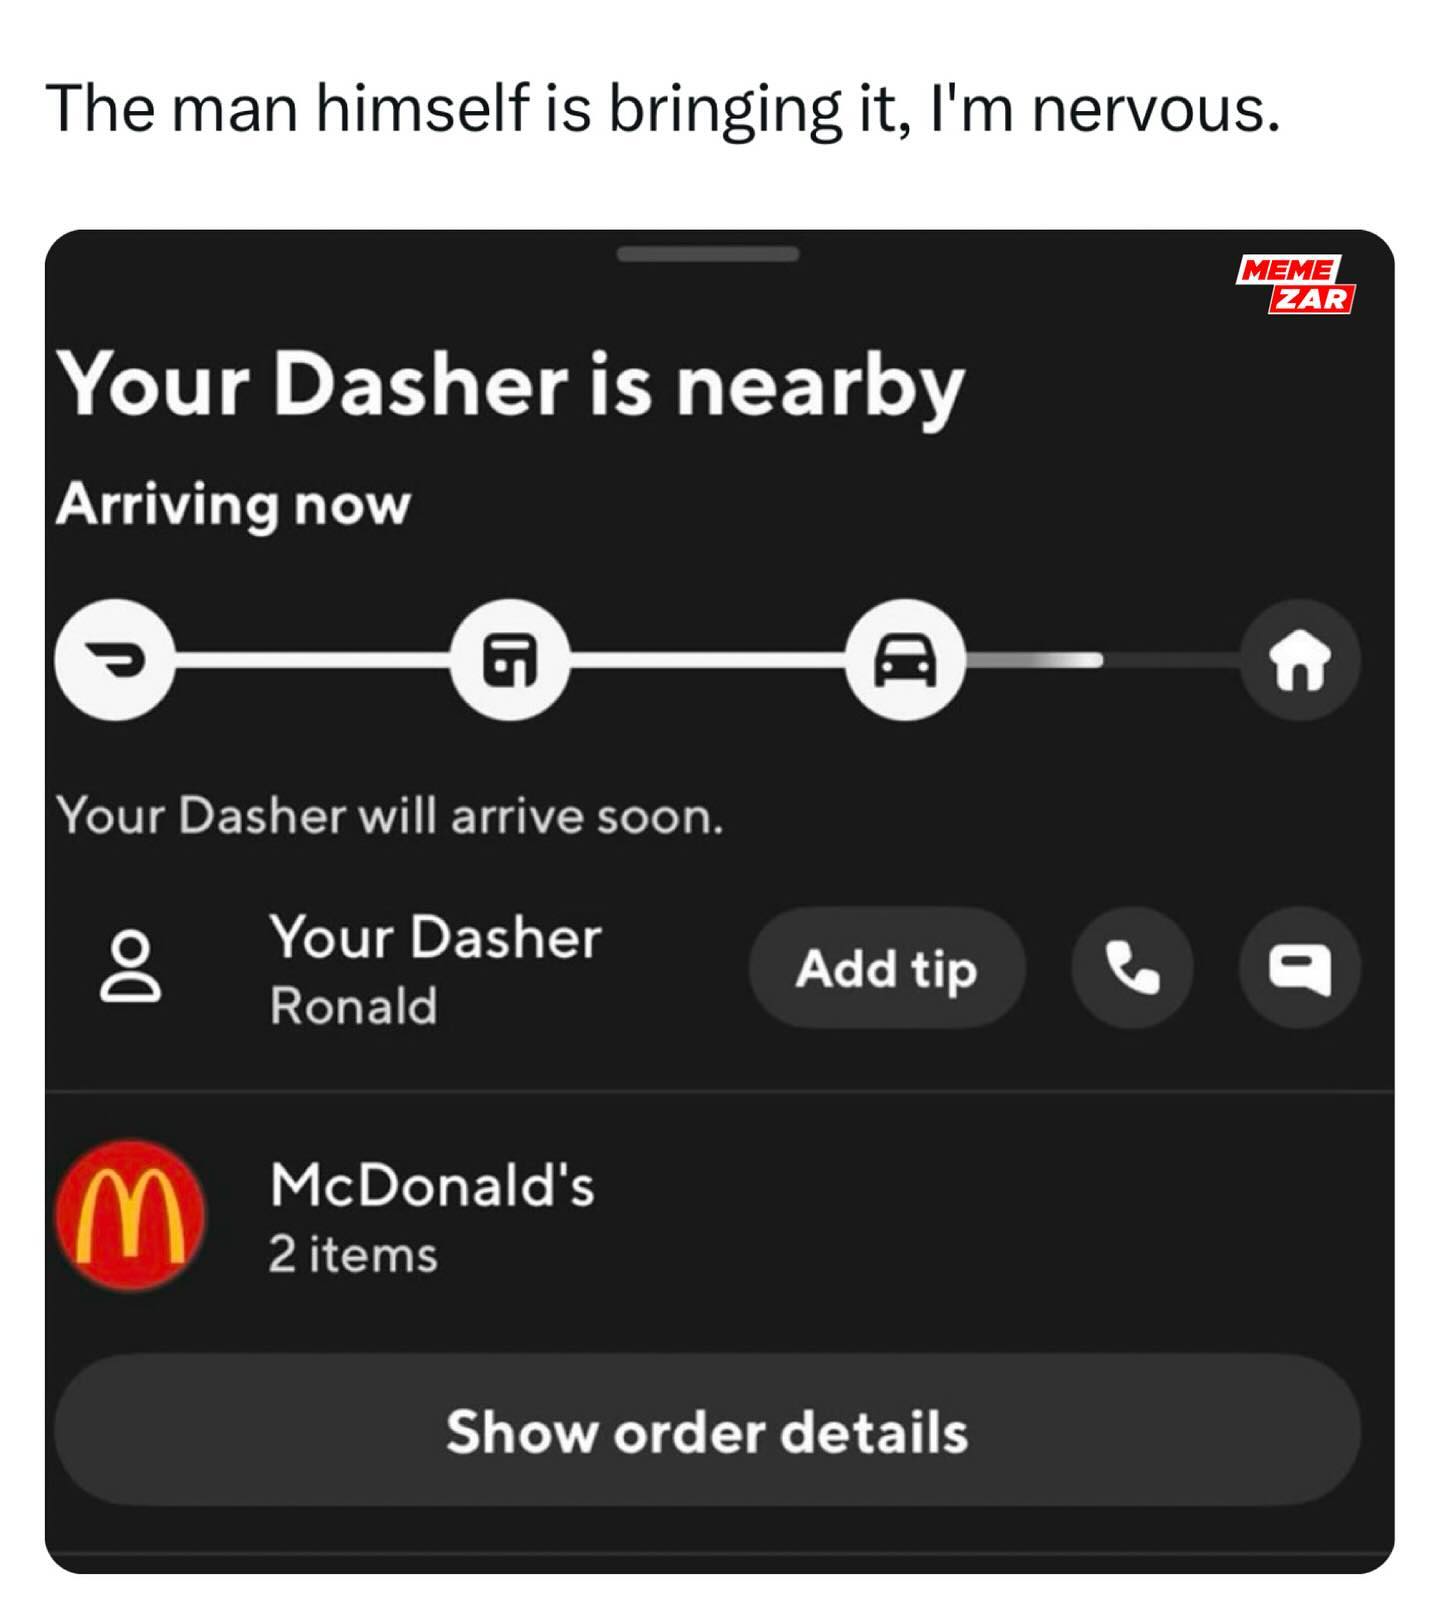 The man himself is bringing it, I'm nervous.
MEME
ZAR
Your Dasher is nearby
Arriving now
Your Dasher will arrive soon.
Your Dasher
Ronald
Add tip
McDonald's
2 items
Show order details